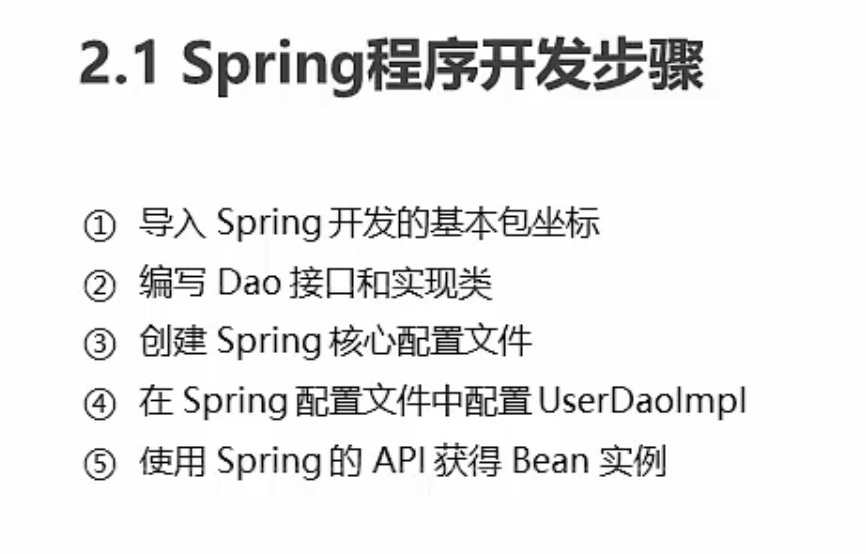 2.1 Spring程序开发步骤
① 导入 Spring 开发的基本包坐标
② 编写 Dao 接口和实现类
③ 创建 Spring 核心配置文件
④ 在 Spring 配置文件中配置 UserDaoImpl
⑤ 使用 Spring 的 API 获得 Bean 实例